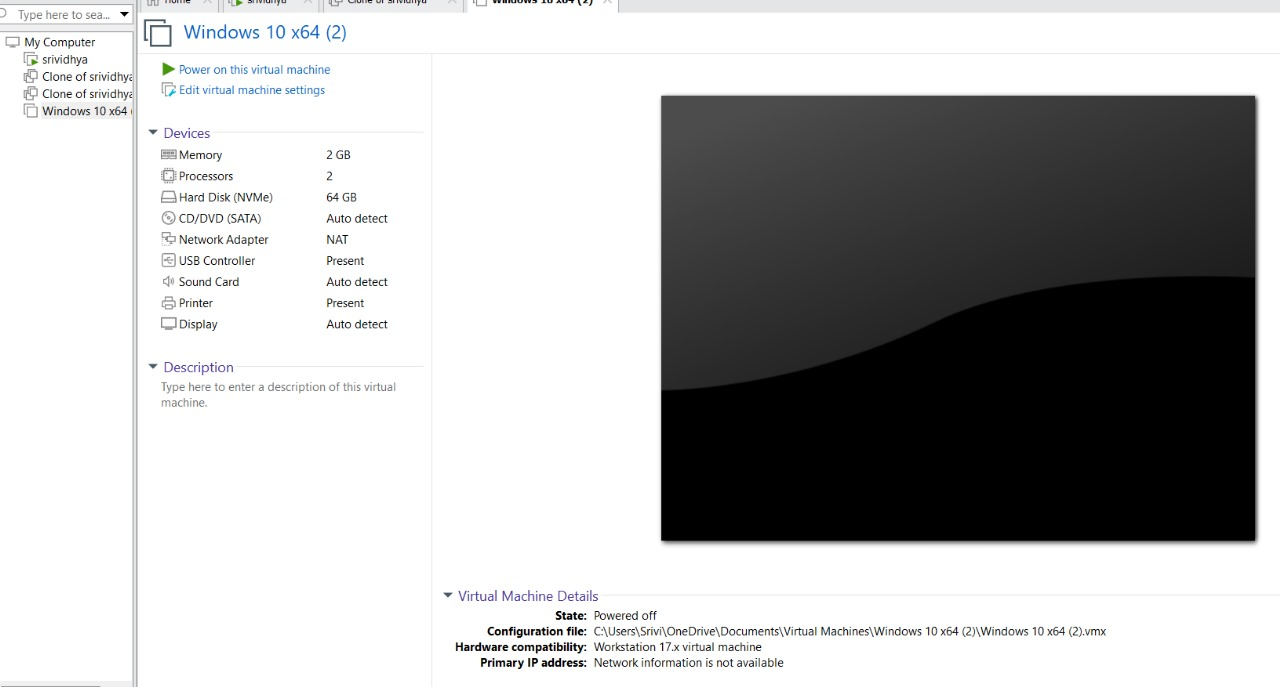 Home
srividhya
Clone of srividhya
Windows 10 x64 (2)
Type here to sea...
My Computer
srividhya
Clone of srividhya
Clone of srividhya
Windows 10 x64
Windows 10 x64 (2)
Power on this virtual machine
Edit virtual machine settings
Devices
Memory 2 GB
Processors 2
Hard Disk (NVMe) 64 GB
CD/DVD (SATA) Auto detect
Network Adapter NAT
USB Controller Present
Sound Card Auto detect
Printer Present
Display Auto detect
Description
Type here to enter a description of this virtual
machine.
Virtual Machine Details
State: Powered off
Configuration file: C:\Users\Srivi\OneDrive\Documents\Virtual Machines\Windows 10 x64 (2)\Windows 10 x64 (2).vmx
Hardware compatibility: Workstation 17.x virtual machine
Primary IP address: Network information is not available